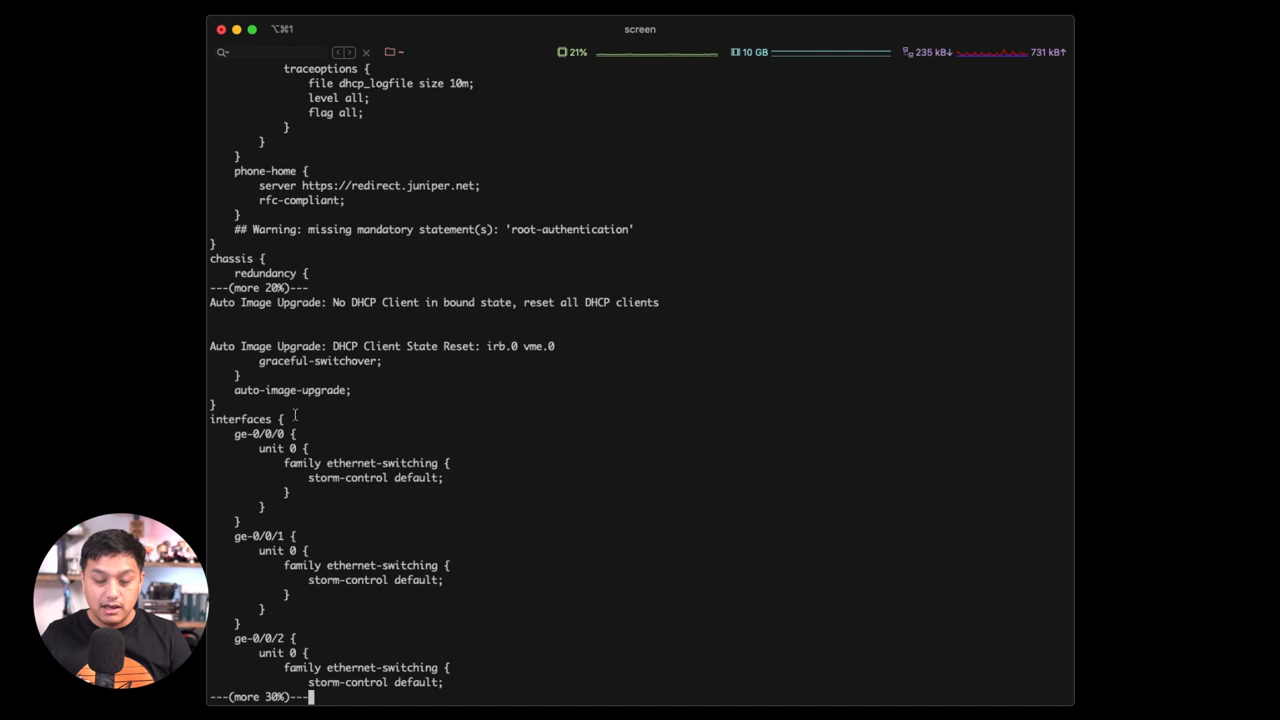 ⌥⌘1
screen
~
21%
10 GB
235 kB↓
731 kB↑
traceoptions {
file dhcp_logfile size 10m;
level all;
flag all;
}
}
}
phone-home {
server https://redirect.juniper.net;
rfc-compliant;
}
## Warning: missing mandatory statement(s): 'root-authentication'
}
chassis {
redundancy {
---(more 20%)---
Auto Image Upgrade: No DHCP Client in bound state, reset all DHCP clients
Auto Image Upgrade: DHCP Client State Reset: irb.0 vme.0
graceful-switchover;
}
auto-image-upgrade;
}
interfaces {
ge-0/0/0 {
unit 0 {
family ethernet-switching {
storm-control default;
}
}
}
ge-0/0/1 {
unit 0 {
family ethernet-switching {
storm-control default;
}
}
}
ge-0/0/2 {
unit 0 {
family ethernet-switching {
storm-control default;
---(more 30%)---